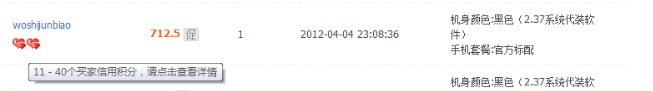 woshijunbiao 712.5 促 1 2012-04-04 23:08:36 机身颜色:黑色（2.37系统代装软
件）
手机套餐:官方标配
11－40个买家信用积分，请点击查看详情
机身颜色:黑色（2.37系统代装软